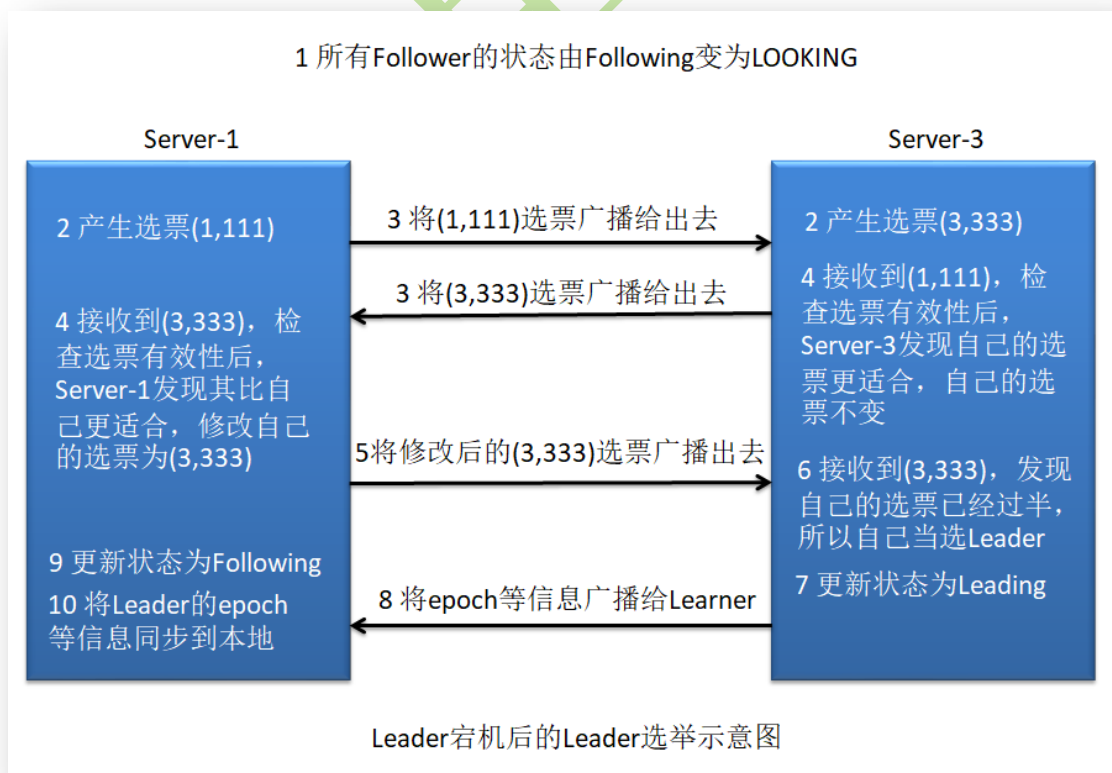 1 所有Follower的状态由Following变为LOOKING
Server-1
Server-3
2 产生选票(1,111)
3 将(1,111)选票广播给出去
2 产生选票(3,333)
3 将(3,333)选票广播给出去
4 接收到(3,333)，检
查选票有效性后，
Server-1发现其比自
己更适合，修改自己
的选票为(3,333)
4 接收到(1,111)，检
查选票有效性后，
Server-3发现自己的选
票更适合，自己的选
票不变
5将修改后的(3,333)选票广播出去
6 接收到(3,333)，发现
自己的选票已经过半，
所以自己当选Leader
7 更新状态为Leading
8 将epoch等信息广播给Learner
9 更新状态为Following
10 将Leader的epoch
等信息同步到本地
Leader宕机后的Leader选举示意图